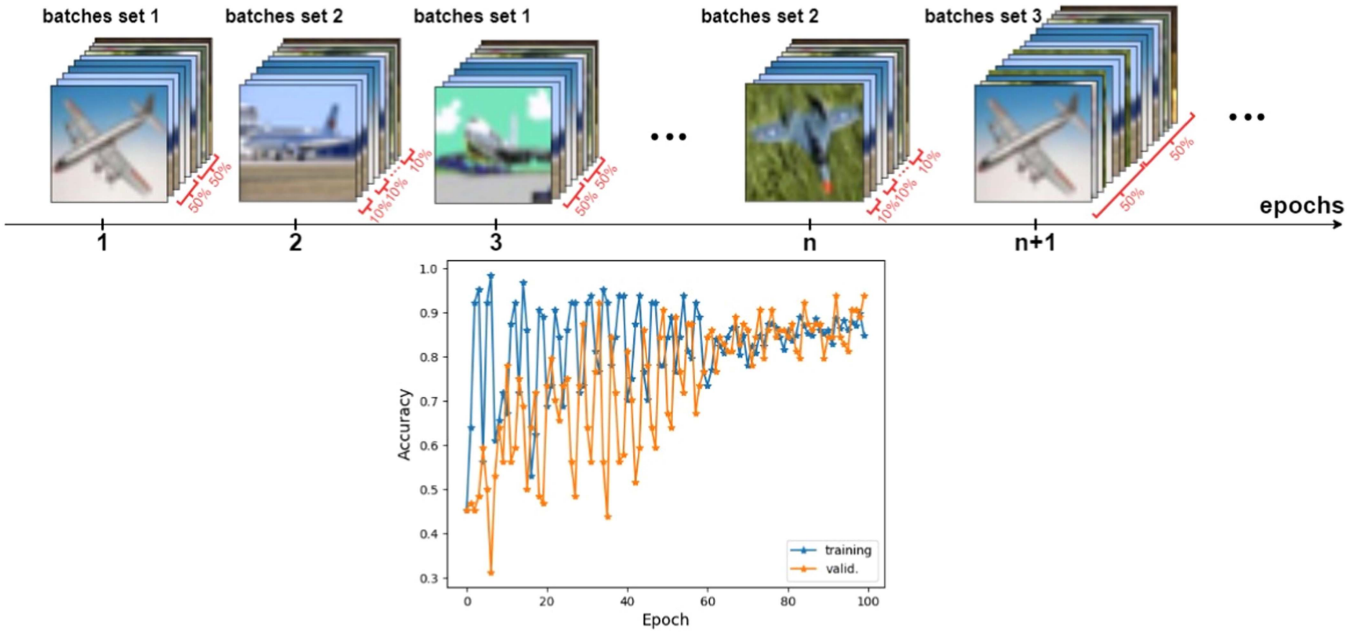 batches set 1
batches set 2
batches set 1
batches set 2
batches set 3
50% 50%
10% 10% 10%
50% 50%
10% 10% 10%
50% 50%
epochs
1
2
3
n
n+1
1.0
0.9
0.8
0.7
0.6
0.5
0.4
0.3
Accuracy
training
valid.
0
20
40
60
80
100
Epoch